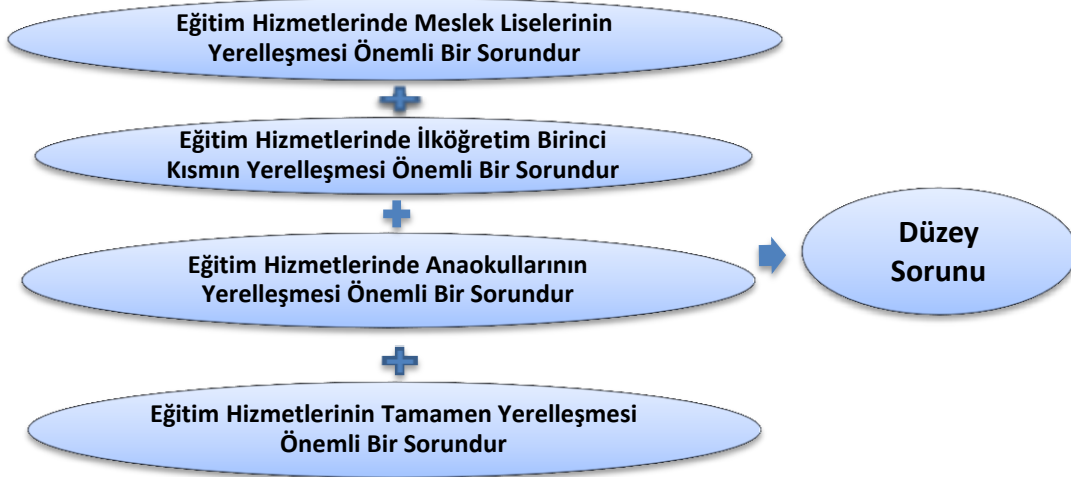 Eğitim Hizmetlerinde Meslek Liselerinin
Yerelleşmesi Önemli Bir Sorundur
Eğitim Hizmetlerinde İlköğretim Birinci
Kısmın Yerelleşmesi Önemli Bir Sorundur
Eğitim Hizmetlerinde Anaokullarının
Yerelleşmesi Önemli Bir Sorundur
Eğitim Hizmetlerinin Tamamen Yerelleşmesi
Önemli Bir Sorundur
Düzey
Sorunu